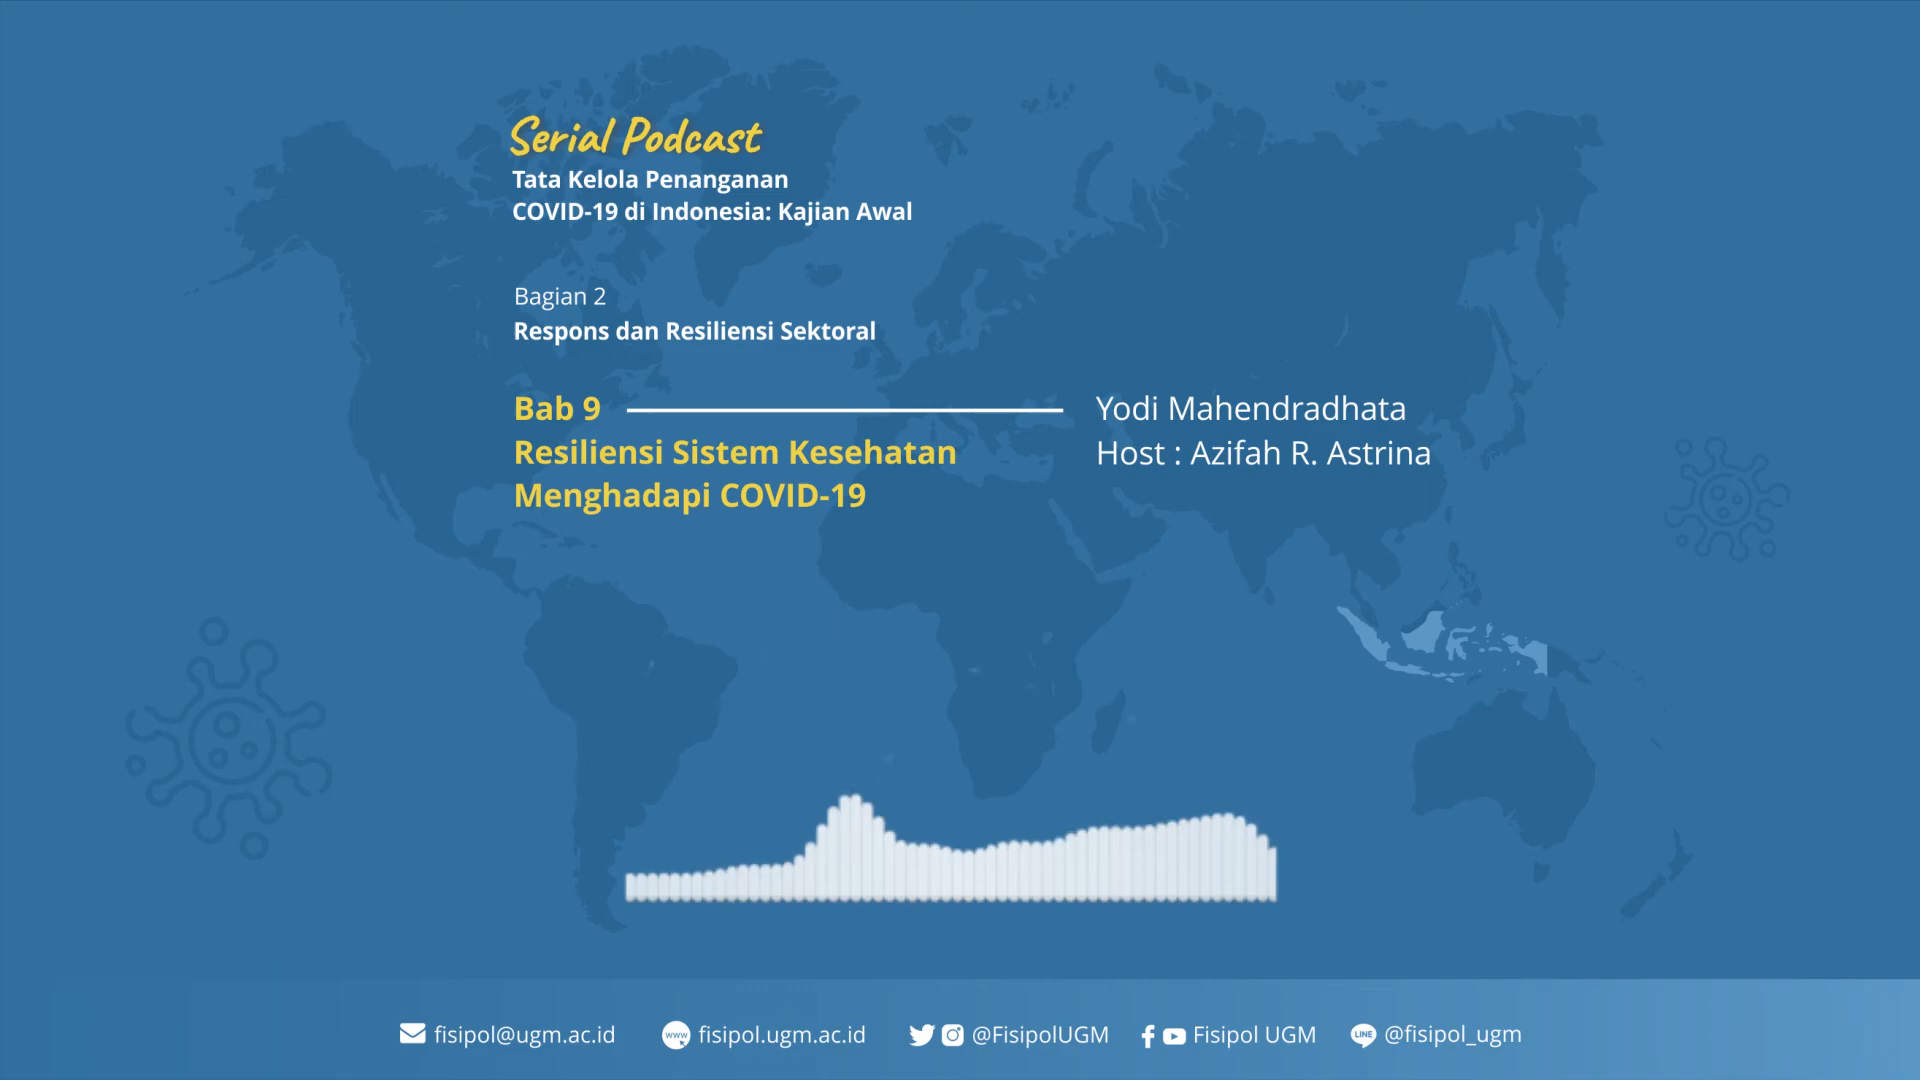 Serial Podcast
Tata Kelola Penanganan
COVID-19 di Indonesia: Kajian Awal
Bagian 2
Respons dan Resiliensi Sektoral
Bab 9
Resiliensi Sistem Kesehatan
Menghadapi COVID-19
Yodi Mahendradhata
Host : Azifah R. Astrina
fisipol@ugm.ac.id
www fisipol.ugm.ac.id
@FisipolUGM
Fisipol UGM
LINE @fisipol_ugm